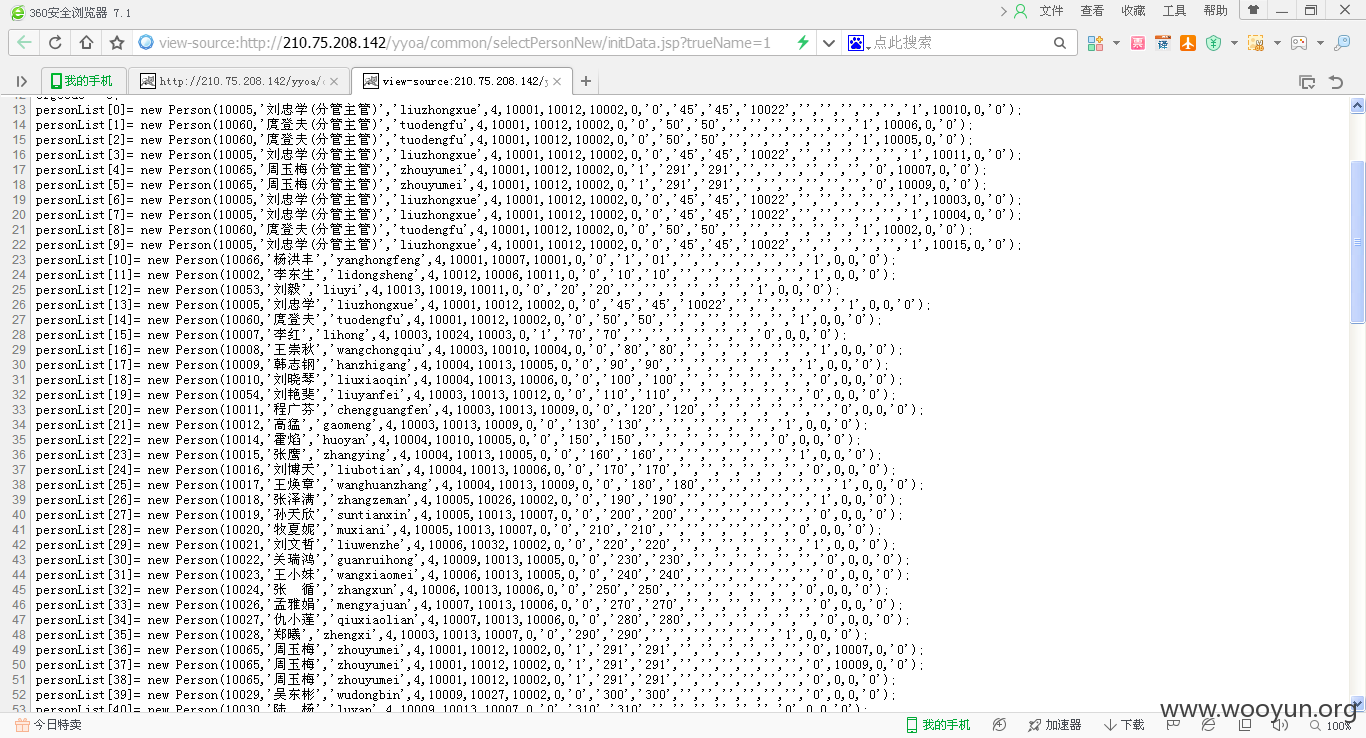 360安全浏览器 7.1
文件 查看 收藏 工具 帮助
view-source:http://210.75.208.142/yyoa/common/selectPersonNew/initData.jsp?trueName=1
点此搜索
我的手机
http://210.75.208.142/yyoa/
view-source:210.75.208.142/
13 personList[0]= new Person(10005,'刘忠学(分管主管)','liuzhongxue',4,10001,10012,10002,0,'0','45','45','10022','','','','','','1',10010,0,'0');
14 personList[1]= new Person(10060,'庹登夫(分管主管)','tuodengfu',4,10001,10012,10002,0,'0','50','50','','','','','','','1',10006,0,'0');
15 personList[2]= new Person(10060,'庹登夫(分管主管)','tuodengfu',4,10001,10012,10002,0,'0','50','50','','','','','','','1',10005,0,'0');
16 personList[3]= new Person(10005,'刘忠学(分管主管)','liuzhongxue',4,10001,10012,10002,0,'0','45','45','10022','','','','','','1',10011,0,'0');
17 personList[4]= new Person(10065,'周玉梅(分管主管)','zhouyumei',4,10001,10012,10002,0,'1','291','291','','','','','','','0',10007,0,'0');
18 personList[5]= new Person(10065,'周玉梅(分管主管)','zhouyumei',4,10001,10012,10002,0,'1','291','291','','','','','','','0',10009,0,'0');
19 personList[6]= new Person(10005,'刘忠学(分管主管)','liuzhongxue',4,10001,10012,10002,0,'0','45','45','10022','','','','','','1',10003,0,'0');
20 personList[7]= new Person(10005,'刘忠学(分管主管)','liuzhongxue',4,10001,10012,10002,0,'0','45','45','10022','','','','','','1',10004,0,'0');
21 personList[8]= new Person(10060,'庹登夫(分管主管)','tuodengfu',4,10001,10012,10002,0,'0','50','50','','','','','','','1',10002,0,'0');
22 personList[9]= new Person(10005,'刘忠学(分管主管)','liuzhongxue',4,10001,10012,10002,0,'0','45','45','10022','','','','','','1',10015,0,'0');
23 personList[10]= new Person(10066,'杨洪丰','yanghongfeng',4,10001,10007,10001,0,'0','1','01','','','','','','','1',0,0,'0');
24 personList[11]= new Person(10002,'李东生','lidongsheng',4,10012,10006,10011,0,'0','10','10','','','','','','','1',0,0,'0');
25 personList[12]= new Person(10053,'刘毅','liuyi',4,10013,10019,10011,0,'0','20','20','','','','','','','1',0,0,'0');
26 personList[13]= new Person(10005,'刘忠学','liuzhongxue',4,10001,10012,10002,0,'0','45','45','10022','','','','','','1',0,0,'0');
27 personList[14]= new Person(10060,'庹登夫','tuodengfu',4,10001,10012,10002,0,'0','50','50','','','','','','','1',0,0,'0');
28 personList[15]= new Person(10007,'李红','lihong',4,10003,10024,10003,0,'1','70','70','','','','','','','0',0,0,'0');
29 personList[16]= new Person(10008,'王崇秋','wangchongqiu',4,10003,10010,10004,0,'0','80','80','','','','','','','1',0,0,'0');
30 personList[17]= new Person(10009,'韩志钢','hanzhigang',4,10004,10013,10005,0,'0','90','90','','','','','','','1',0,0,'0');
31 personList[18]= new Person(10010,'刘晓琴','liuxiaoqin',4,10004,10013,10006,0,'0','100','100','','','','','','','0',0,0,'0');
32 personList[19]= new Person(10054,'刘艳斐','liuyanfei',4,10003,10013,10012,0,'0','110','110','','','','','','','0',0,0,'0');
33 personList[20]= new Person(10011,'程广芬','chengguangfen',4,10003,10013,10009,0,'0','120','120','','','','','','','0',0,0,'0');
34 personList[21]= new Person(10012,'高猛','gaomeng',4,10003,10013,10009,0,'0','130','130','','','','','','','1',0,0,'0');
35 personList[22]= new Person(10014,'霍焰','huoyan',4,10004,10010,10005,0,'0','150','150','','','','','','','0',0,0,'0');
36 personList[23]= new Person(10015,'张鹰','zhangying',4,10004,10013,10005,0,'0','160','160','','','','','','','1',0,0,'0');
37 personList[24]= new Person(10016,'刘博天','liubotian',4,10004,10013,10006,0,'0','170','170','','','','','','','0',0,0,'0');
38 personList[25]= new Person(10017,'王焕章','wanghuanzhang',4,10004,10013,10009,0,'0','180','180','','','','','','','1',0,0,'0');
39 personList[26]= new Person(10018,'张泽满','zhangzeman',4,10005,10026,10002,0,'0','190','190','','','','','','','1',0,0,'0');
40 personList[27]= new Person(10019,'孙天欣','suntianxin',4,10005,10013,10007,0,'0','200','200','','','','','','','0',0,0,'0');
41 personList[28]= new Person(10020,'牧夏妮','muxiani',4,10005,10013,10007,0,'0','210','210','','','','','','','0',0,0,'0');
42 personList[29]= new Person(10021,'刘文哲','liuwenzhe',4,10006,10032,10002,0,'0','220','220','','','','','','','1',0,0,'0');
43 personList[30]= new Person(10022,'关瑞鸿','guanruihong',4,10009,10013,10005,0,'0','230','230','','','','','','','0',0,0,'0');
44 personList[31]= new Person(10023,'王小妹','wangxiaomei',4,10006,10013,10005,0,'0','240','240','','','','','','','0',0,0,'0');
45 personList[32]= new Person(10024,'张 循','zhangxun',4,10006,10013,10006,0,'0','250','250','','','','','','','0',0,0,'0');
46 personList[33]= new Person(10026,'孟雅娟','mengyajuan',4,10007,10013,10006,0,'0','270','270','','','','','','','0',0,0,'0');
47 personList[34]= new Person(10027,'仇小莲','qiuxiaolian',4,10007,10013,10006,0,'0','280','280','','','','','','','0',0,0,'0');
48 personList[35]= new Person(10028,'郑曦','zhengxi',4,10003,10013,10007,0,'0','290','290','','','','','','','1',0,0,'0');
49 personList[36]= new Person(10065,'周玉梅','zhouyumei',4,10001,10012,10002,0,'1','291','291','','','','','','','0',10007,0,'0');
50 personList[37]= new Person(10065,'周玉梅','zhouyumei',4,10001,10012,10002,0,'1','291','291','','','','','','','0',10009,0,'0');
51 personList[38]= new Person(10065,'周玉梅','zhouyumei',4,10001,10012,10002,0,'1','291','291','','','','','','','0',0,0,'0');
52 personList[39]= new Person(10029,'吴东彬','wudongbin',4,10009,10027,10002,0,'0','300','300','','','','','','','0',0,0,'0');
53 personList[40]= new Person(10030,'陆 杨','luyan',4,10009,10013,10007,0,'0','310','310','','','','','','','0',0,0,'0');
www.wooyun.org
今日特卖
我的手机 加速器 下载 100%